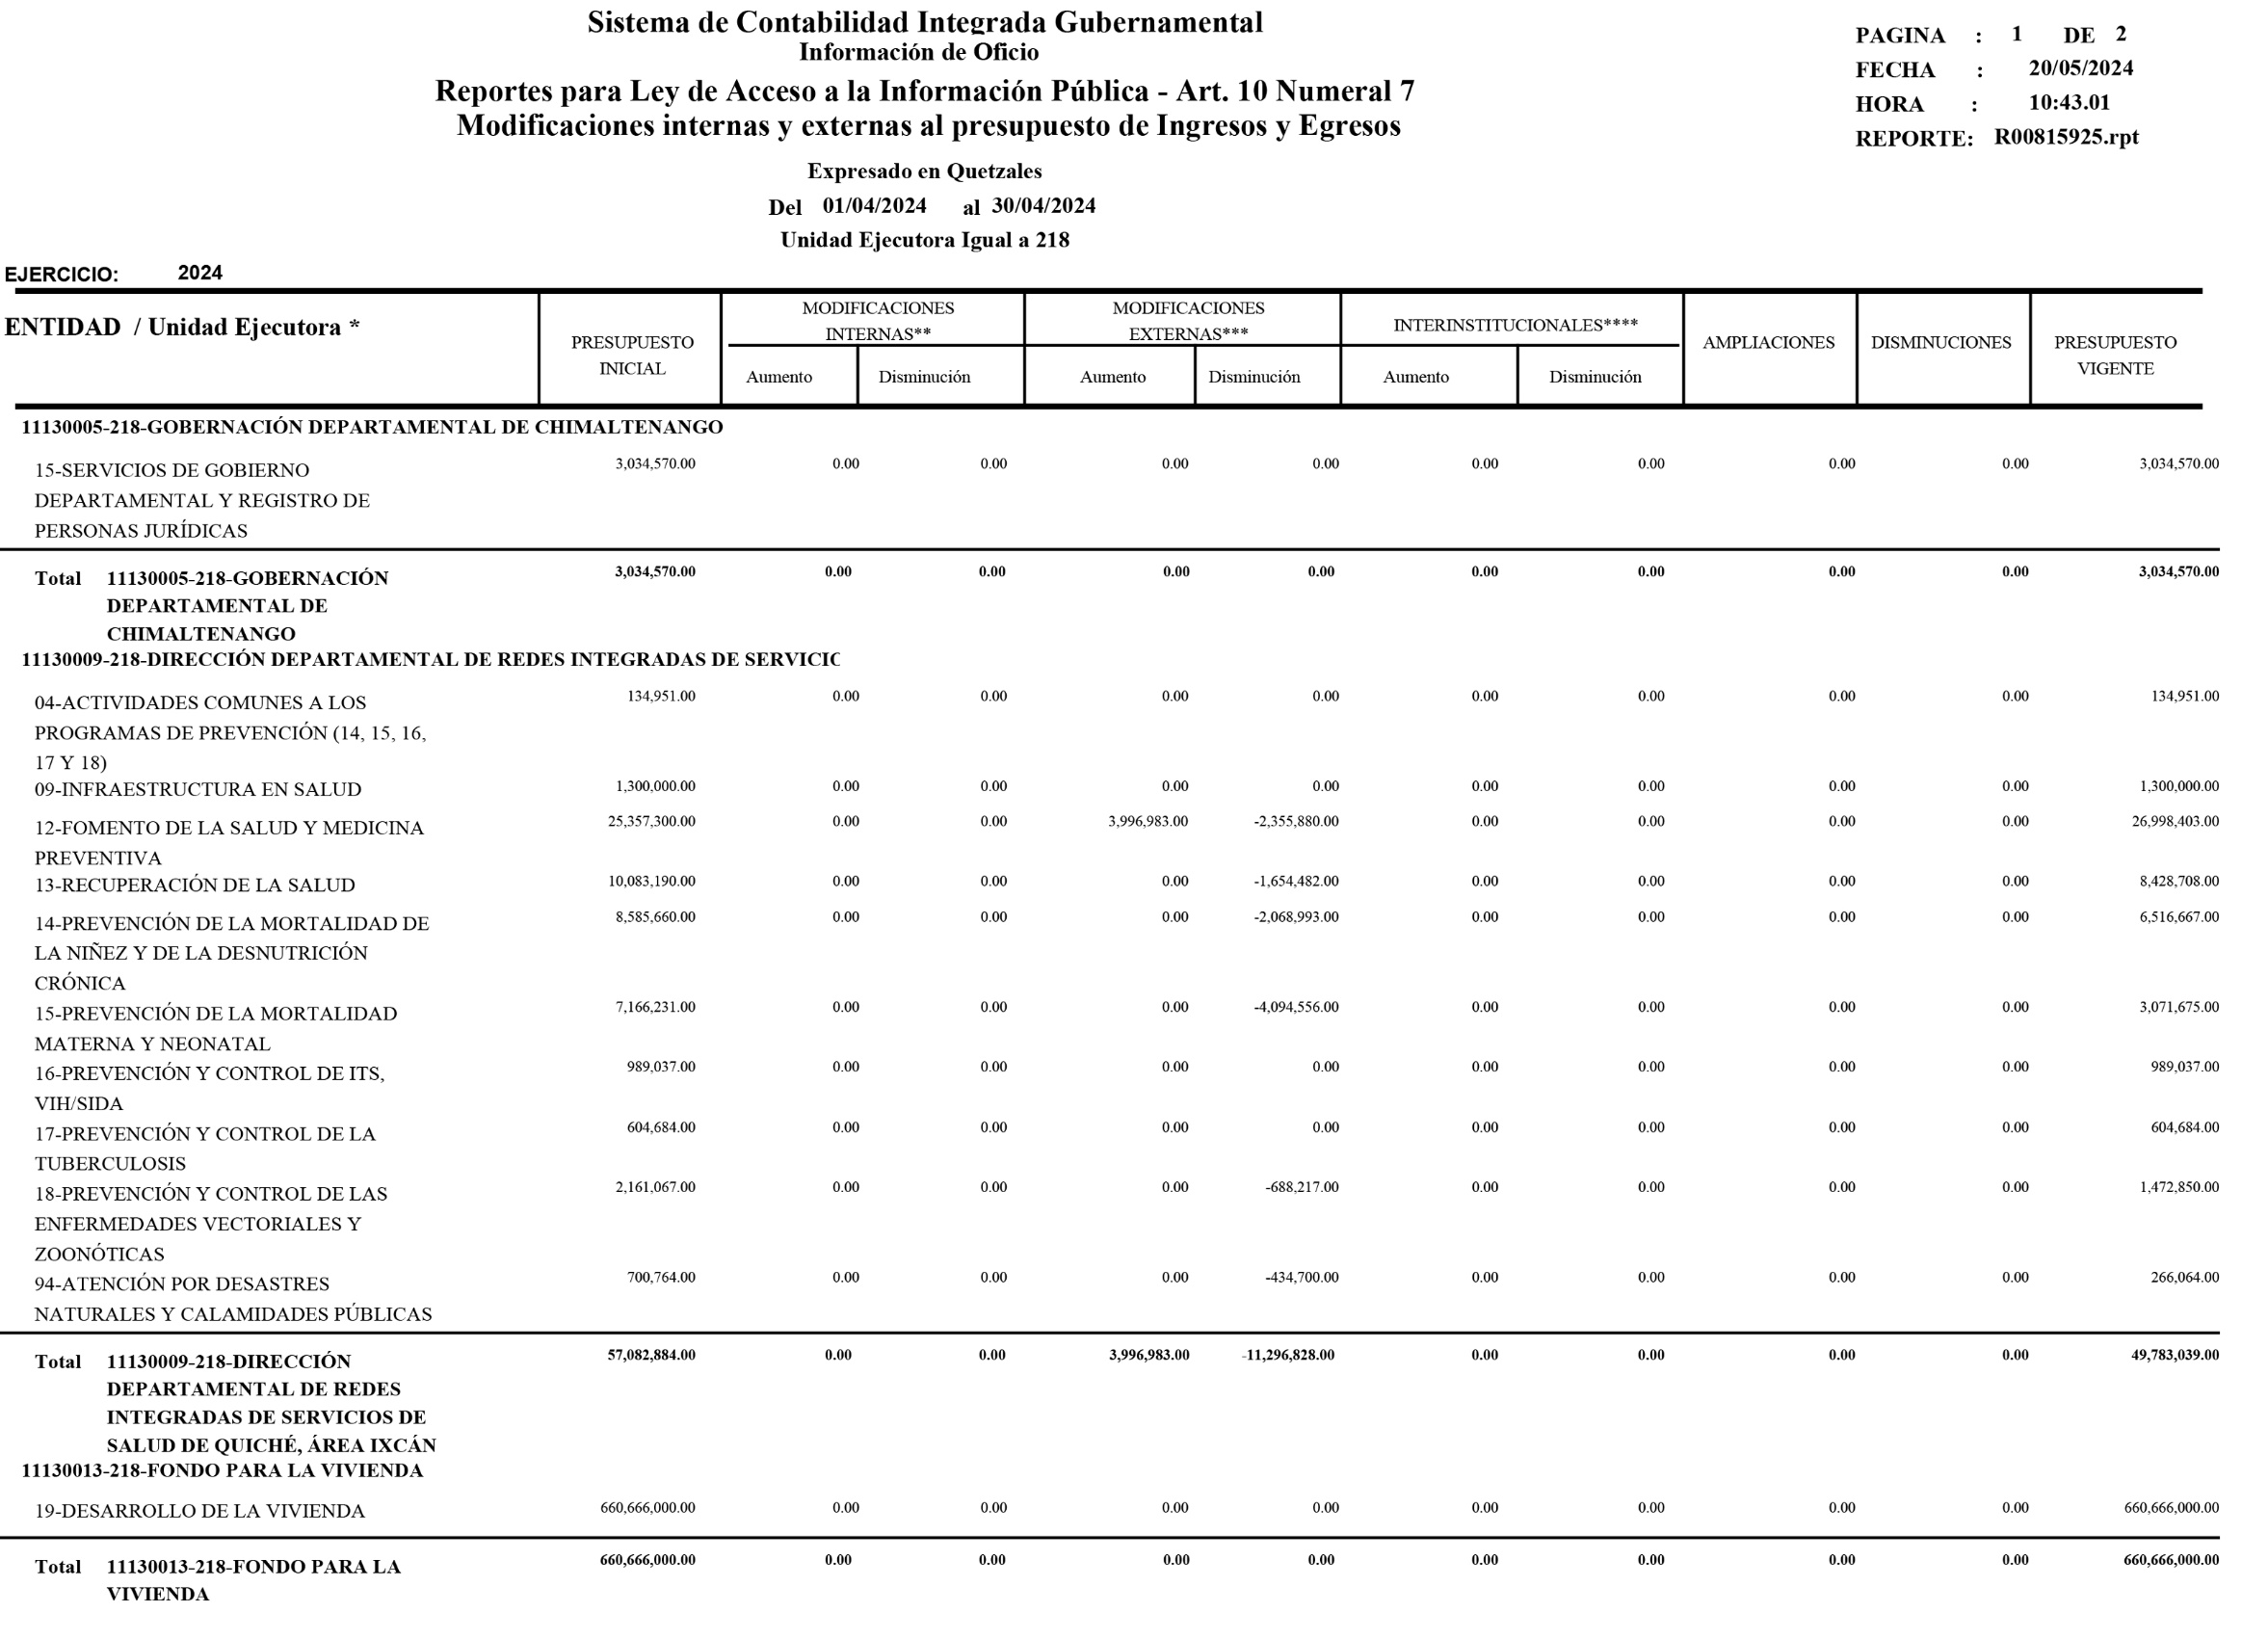 Sistema de Contabilidad Integrada Gubernamental
Información de Oficio
Reportes para Ley de Acceso a la Información Pública - Art. 10 Numeral 7
Modificaciones internas y externas al presupuesto de Ingresos y Egresos
Expresado en Quetzales
Del 01/04/2024 al 30/04/2024
Unidad Ejecutora Igual a 218
PAGINA : 1 DE 2
FECHA : 20/05/2024
HORA : 10:43.01
REPORTE: R00815925.rpt
EJERCICIO: 2024
ENTIDAD / Unidad Ejecutora *
PRESUPUESTO
INICIAL
MODIFICACIONES
INTERNAS**
Aumento Disminución
MODIFICACIONES
EXTERNAS***
Aumento Disminución
INTERINSTITUCIONALES****
Aumento Disminución
AMPLIACIONES
DISMINUCIONES
PRESUPUESTO
VIGENTE
11130005-218-GOBERNACIÓN DEPARTAMENTAL DE CHIMALTENANGO
15-SERVICIOS DE GOBIERNO 3,034,570.00 0.00 0.00 0.00 0.00 0.00 0.00 0.00 0.00 3,034,570.00
DEPARTAMENTAL Y REGISTRO DE
PERSONAS JURÍDICAS
Total 11130005-218-GOBERNACIÓN 3,034,570.00 0.00 0.00 0.00 0.00 0.00 0.00 0.00 0.00 3,034,570.00
DEPARTAMENTAL DE
CHIMALTENANGO
11130009-218-DIRECCIÓN DEPARTAMENTAL DE REDES INTEGRADAS DE SERVICIC
04-ACTIVIDADES COMUNES A LOS 134,951.00 0.00 0.00 0.00 0.00 0.00 0.00 0.00 0.00 134,951.00
PROGRAMAS DE PREVENCIÓN (14, 15, 16,
17 Y 18)
09-INFRAESTRUCTURA EN SALUD 1,300,000.00 0.00 0.00 0.00 0.00 0.00 0.00 0.00 0.00 1,300,000.00
12-FOMENTO DE LA SALUD Y MEDICINA 25,357,300.00 0.00 0.00 3,996,983.00 -2,355,880.00 0.00 0.00 0.00 0.00 26,998,403.00
PREVENTIVA
13-RECUPERACIÓN DE LA SALUD 10,083,190.00 0.00 0.00 0.00 -1,654,482.00 0.00 0.00 0.00 0.00 8,428,708.00
14-PREVENCIÓN DE LA MORTALIDAD DE 8,585,660.00 0.00 0.00 0.00 -2,068,993.00 0.00 0.00 0.00 0.00 6,516,667.00
LA NIÑEZ Y DE LA DESNUTRICIÓN
CRÓNICA
15-PREVENCIÓN DE LA MORTALIDAD 7,166,231.00 0.00 0.00 0.00 -4,094,556.00 0.00 0.00 0.00 0.00 3,071,675.00
MATERNA Y NEONATAL
16-PREVENCIÓN Y CONTROL DE ITS, 989,037.00 0.00 0.00 0.00 0.00 0.00 0.00 0.00 0.00 989,037.00
VIH/SIDA
17-PREVENCIÓN Y CONTROL DE LA 604,684.00 0.00 0.00 0.00 0.00 0.00 0.00 0.00 0.00 604,684.00
TUBERCULOSIS
18-PREVENCIÓN Y CONTROL DE LAS 2,161,067.00 0.00 0.00 0.00 -688,217.00 0.00 0.00 0.00 0.00 1,472,850.00
ENFERMEDADES VECTORIALES Y
ZOONÓTICAS
94-ATENCIÓN POR DESASTRES 700,764.00 0.00 0.00 0.00 -434,700.00 0.00 0.00 0.00 0.00 266,064.00
NATURALES Y CALAMIDADES PÚBLICAS
Total 11130009-218-DIRECCIÓN 57,082,884.00 0.00 0.00 3,996,983.00 -11,296,828.00 0.00 0.00 0.00 0.00 49,783,039.00
DEPARTAMENTAL DE REDES
INTEGRADAS DE SERVICIOS DE
SALUD DE QUICHÉ, ÁREA IXCÁN
11130013-218-FONDO PARA LA VIVIENDA
19-DESARROLLO DE LA VIVIENDA 660,666,000.00 0.00 0.00 0.00 0.00 0.00 0.00 0.00 0.00 660,666,000.00
Total 11130013-218-FONDO PARA LA 660,666,000.00 0.00 0.00 0.00 0.00 0.00 0.00 0.00 0.00 660,666,000.00
VIVIENDA